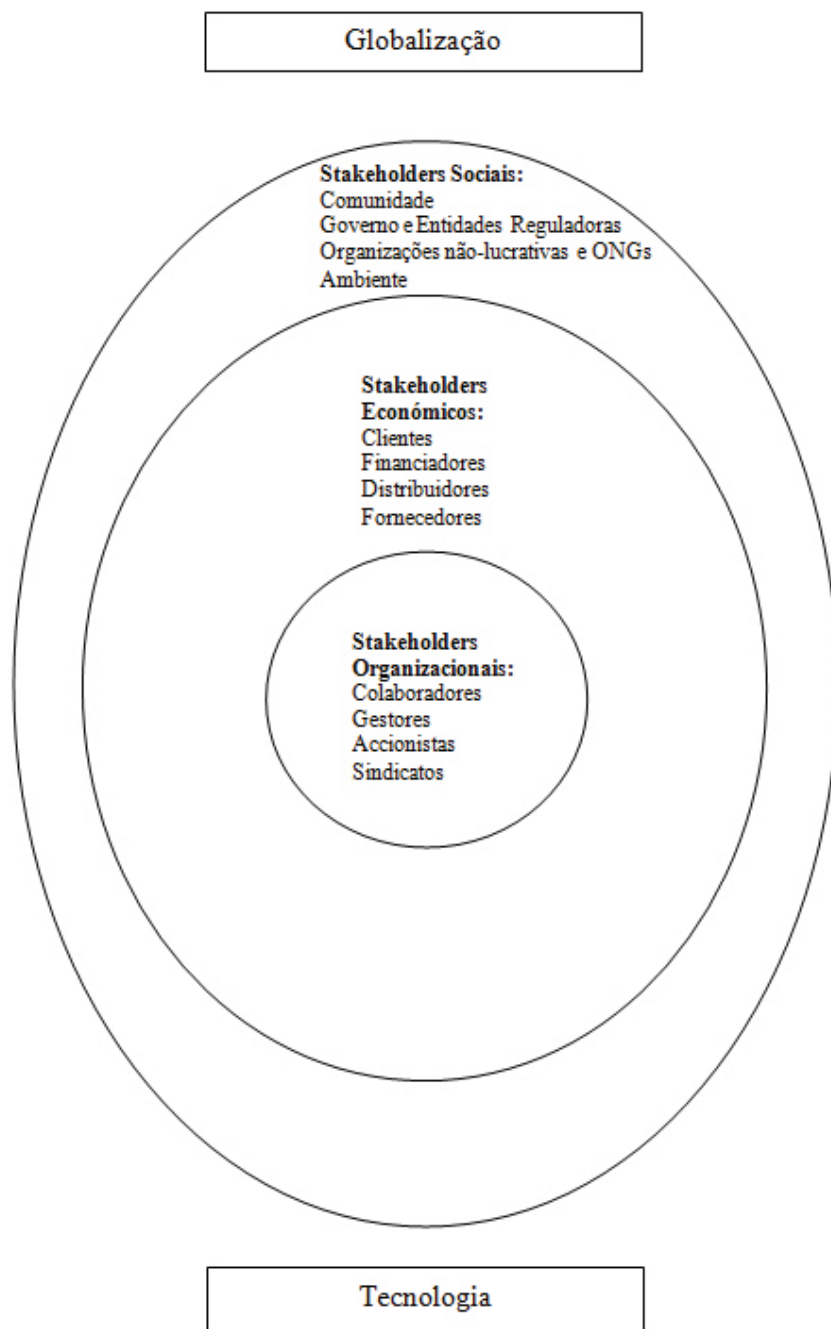 Globalização
Stakeholders Sociais:
Comunidade
Governo e Entidades Reguladoras
Organizações não-lucrativas e ONGs
Ambiente
Stakeholders
Económicos:
Clientes
Financiadores
Distribuidores
Fornecedores
Stakeholders
Organizacionais:
Colaboradores
Gestores
Accionistas
Sindicatos
Tecnologia